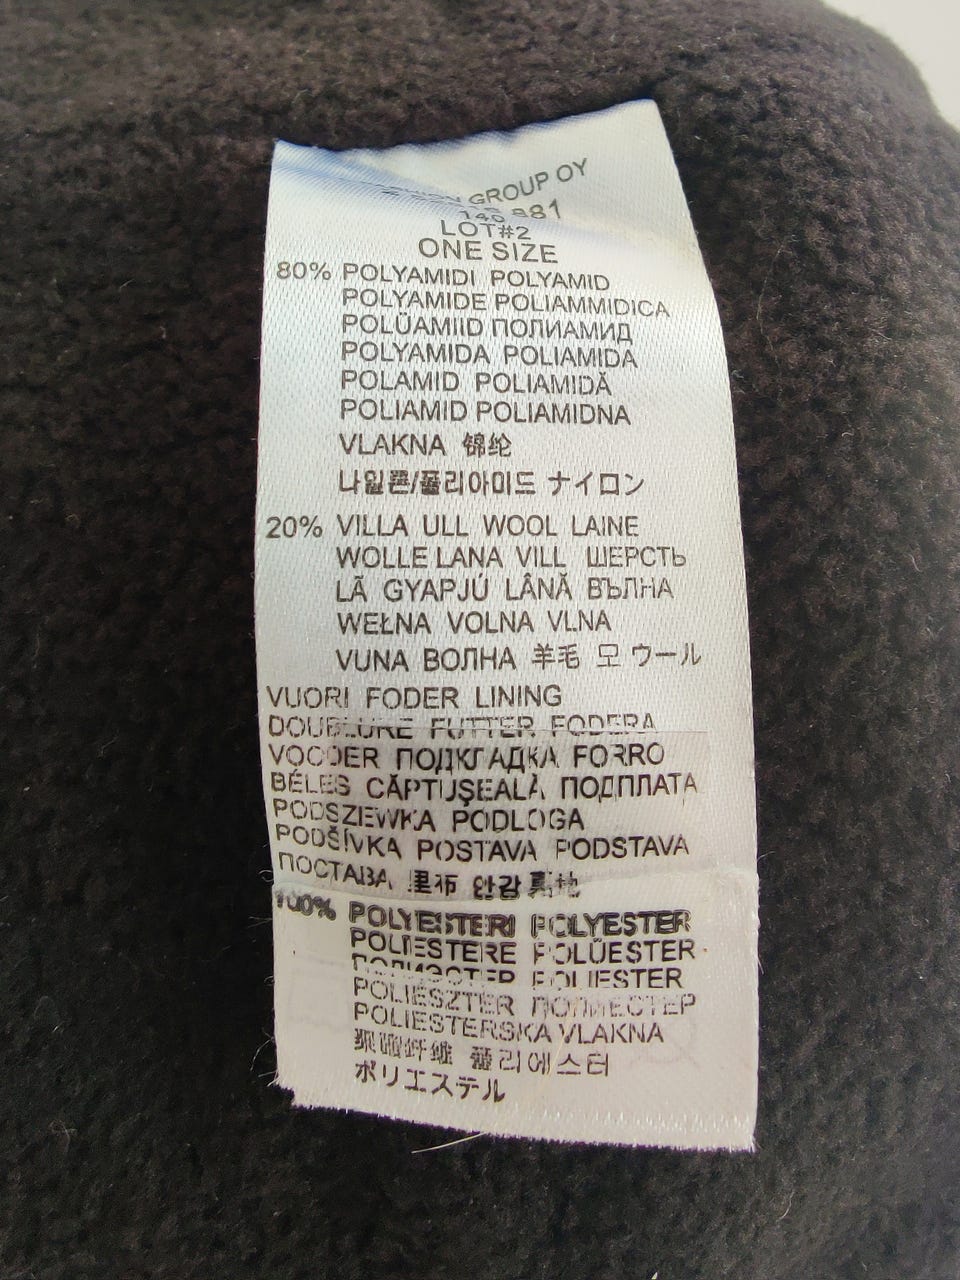 GROUP OY
LOT#2
ONE SIZE
80% POLYAMIDI POLYAMID
POLYAMIDE POLIAMMIDICA
POLÜAMIID ПОЛИАМИД
POLYAMIDA POLIAMIDA
POLAMID POLIAMIDĂ
POLIAMID POLIAMIDNA
VLAKNA 锦纶
나일론/폴리아미드 ナイロン
20% VILLA ULL WOOL LAINE
WOLLE LANA VILL ШЕРСТЬ
LÃ GYAPJÚ LÂNĂ ВЪЛНА
WEŁNA VOLNA VLNA
VUNA ВОЛНА 羊毛 모 ウール
VUORI FODER LINING
DOUBLURE FUTTER FODERA
VOODER ПОДКЛАДКА FORRO
BÉLES CĂPTUŞEALĂ ПОДПЛАТА
PODSZEWKA PODLOGA
PODŠÍVKA POSTAVA PODSTAVA
ПОСТАВА 里布 안감 裏地
100% POLYESTERI POLYESTER
POLIESTERE POLÜESTER
ПОЛИЭСТЕР POLIESTER
POLIÉSZTER ПОЛИЕСТЕР
POLIESTERSKA VLAKNA
聚酯纤维 폴리에스터
ポリエステル